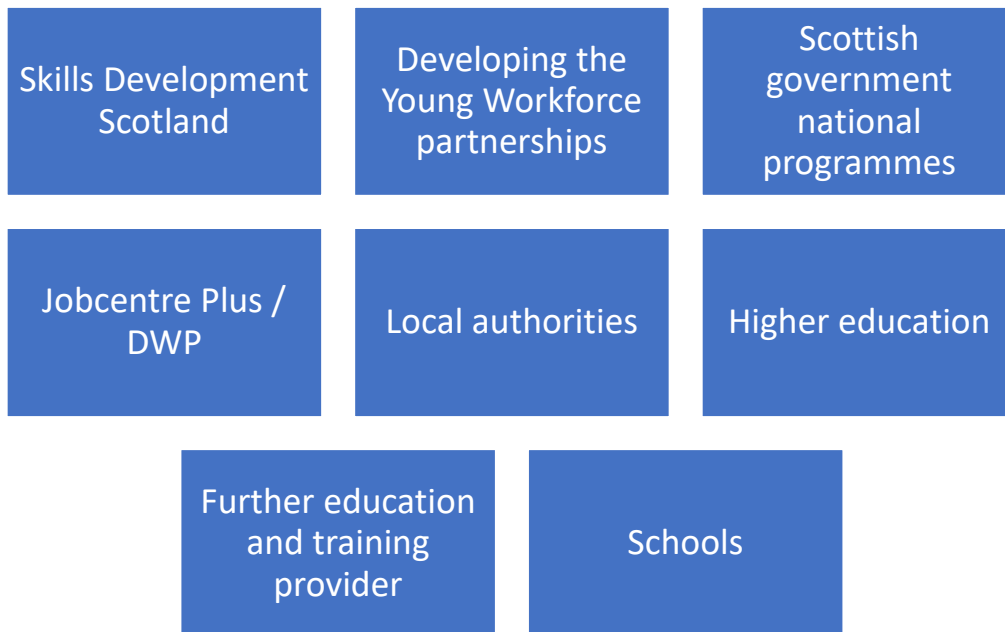 Skills Development
Scotland
Developing the
Young Workforce
partnerships
Scottish
government
national
programmes
Jobcentre Plus /
DWP
Local authorities
Higher education
Further education
and training
provider
Schools